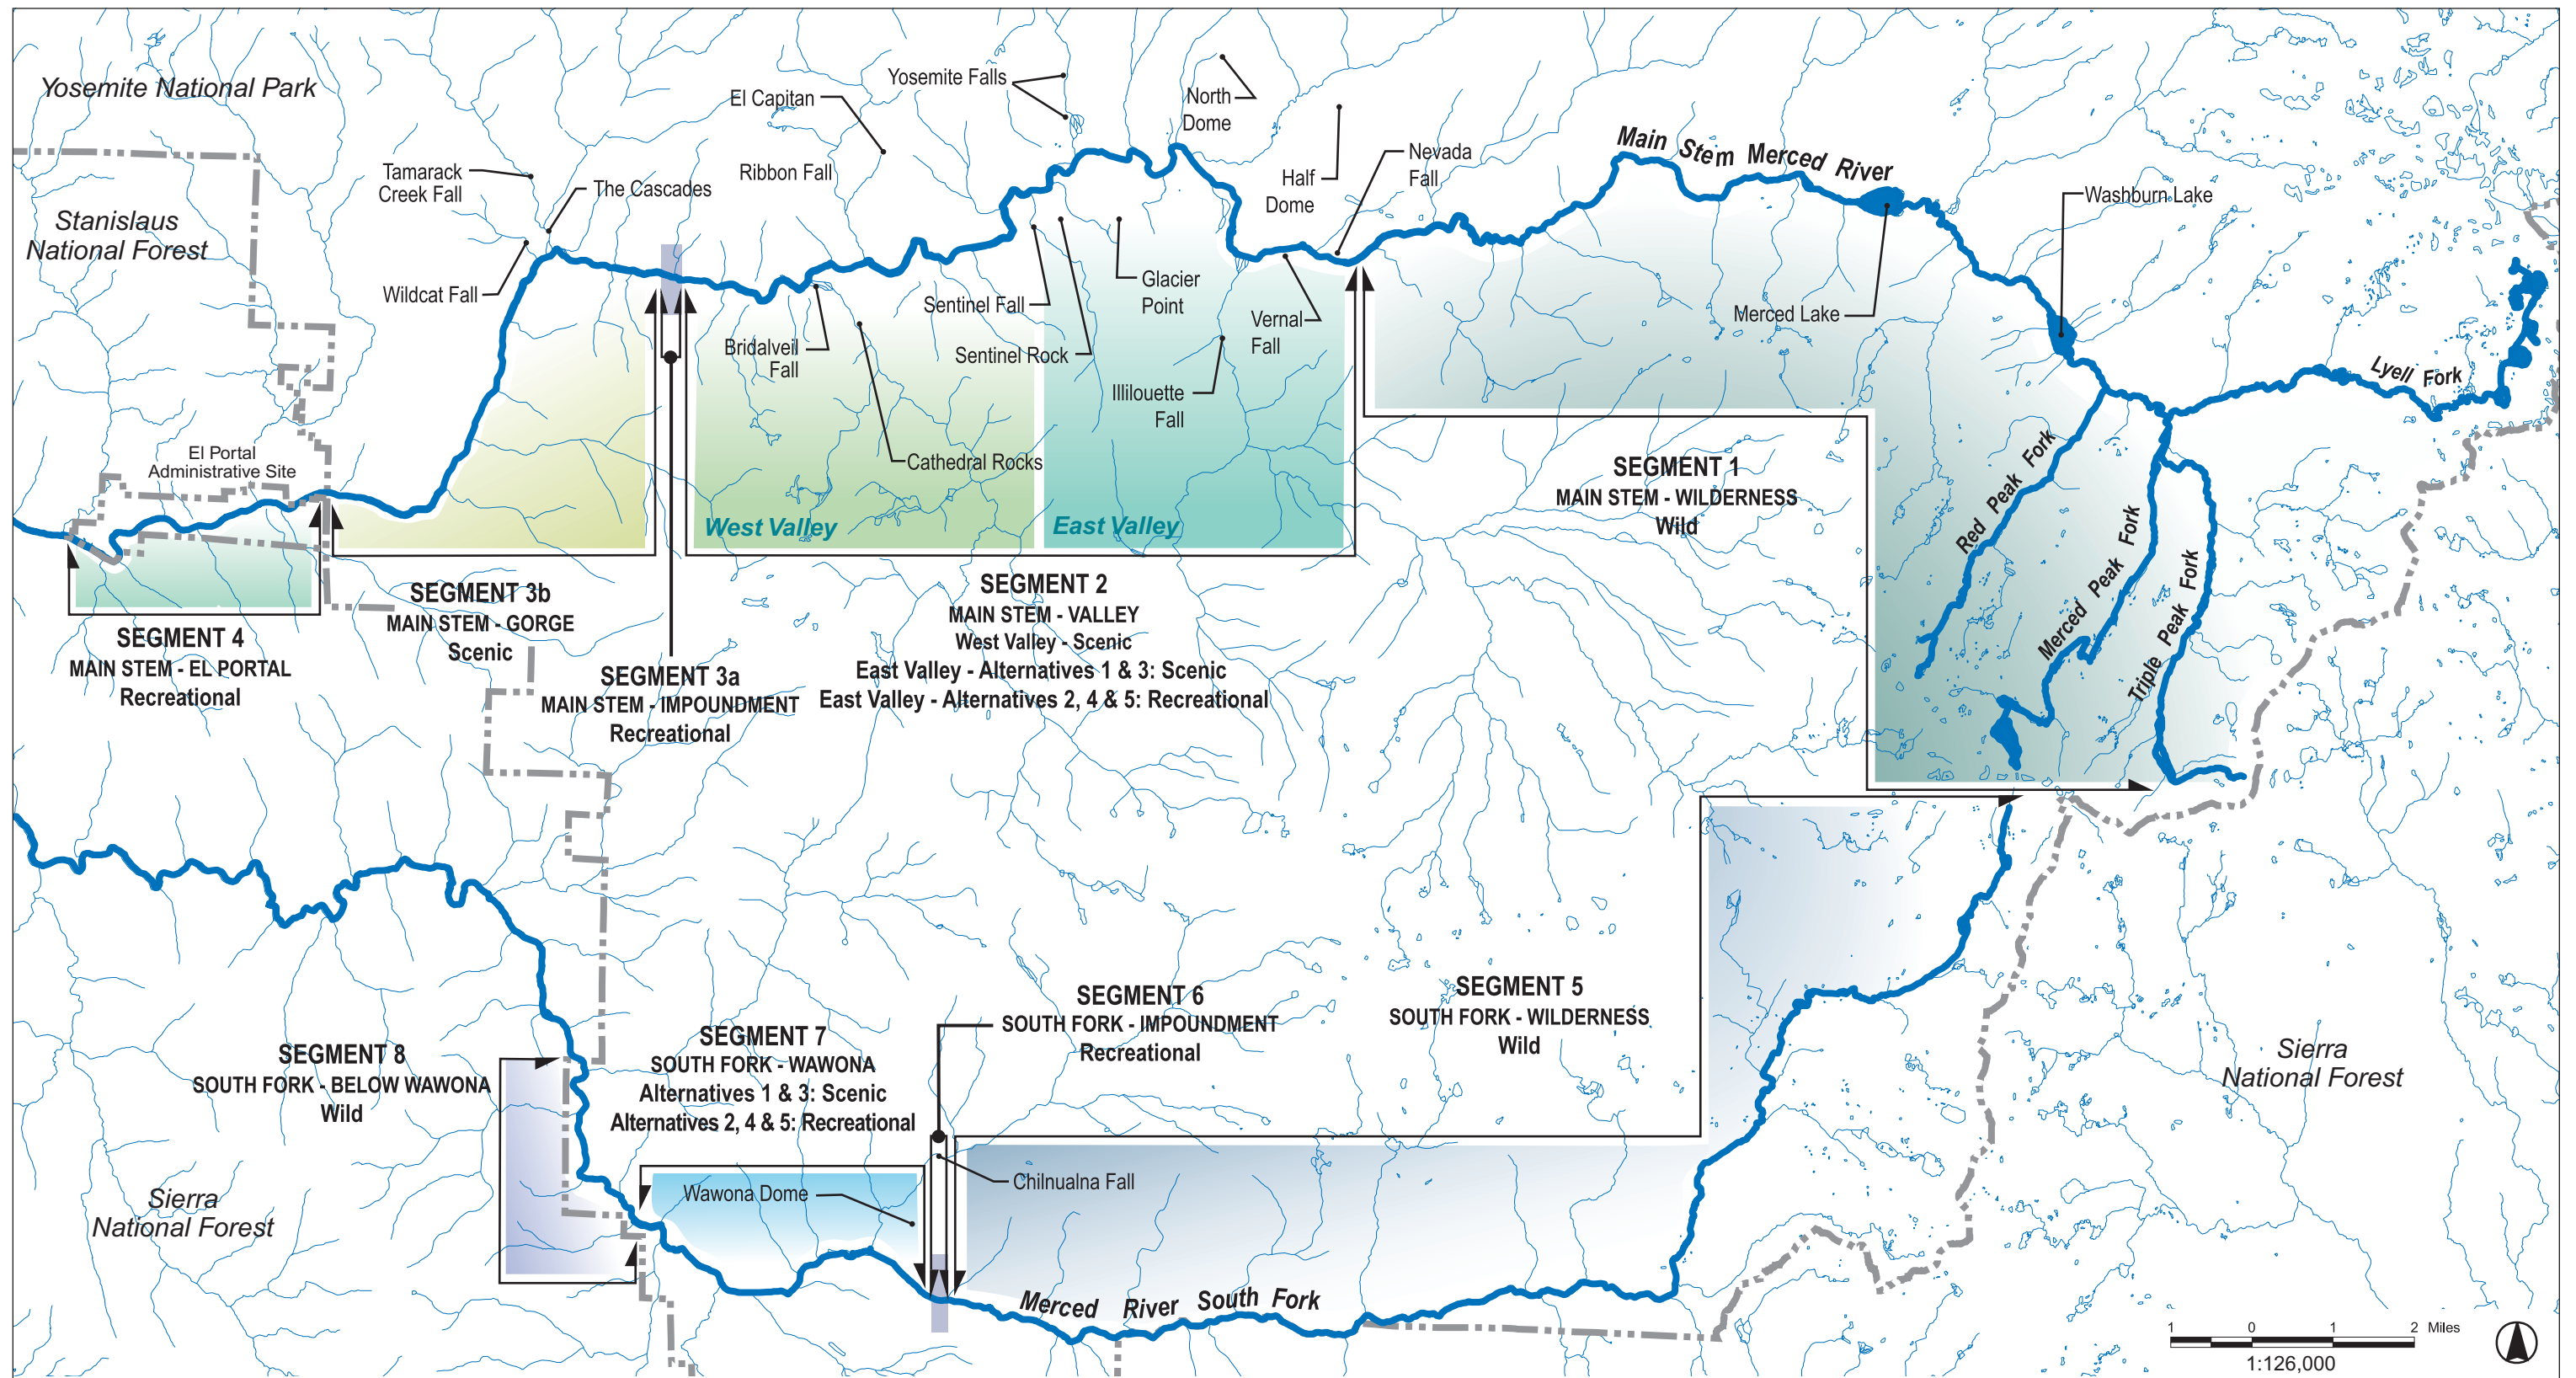 Yosemite National Park
Stanislaus
National Forest
Tamarack
Creek Fall
The Cascades
Wildcat Fall
El Capitan
Ribbon Fall
Yosemite Falls
North
Dome
Half
Dome
Nevada
Fall
Main Stem Merced River
Washburn Lake
Merced Lake
Lyell Fork
Glacier
Point
Sentinel Fall
Sentinel Rock
Vernal
Fall
Illilouette
Fall
Bridalveil
Fall
Cathedral Rocks
El Portal
Administrative Site
West Valley
East Valley
Red Peak Fork
Merced Peak Fork
Triple Peak Fork
SEGMENT 1
MAIN STEM - WILDERNESS
Wild
SEGMENT 2
MAIN STEM - VALLEY
West Valley - Scenic
East Valley - Alternatives 1 & 3: Scenic
East Valley - Alternatives 2, 4 & 5: Recreational
SEGMENT 3b
MAIN STEM - GORGE
Scenic
SEGMENT 4
MAIN STEM - EL PORTAL
Recreational
SEGMENT 3a
MAIN STEM - IMPOUNDMENT
Recreational
SEGMENT 6
SOUTH FORK - IMPOUNDMENT
Recreational
SEGMENT 5
SOUTH FORK - WILDERNESS
Wild
SEGMENT 7
SOUTH FORK - WAWONA
Alternatives 1 & 3: Scenic
Alternatives 2, 4 & 5: Recreational
SEGMENT 8
SOUTH FORK - BELOW WAWONA
Wild
Sierra
National Forest
Sierra
National Forest
Wawona Dome
Chilnualna Fall
Merced River South Fork
1 0 1 2 Miles
1:126,000